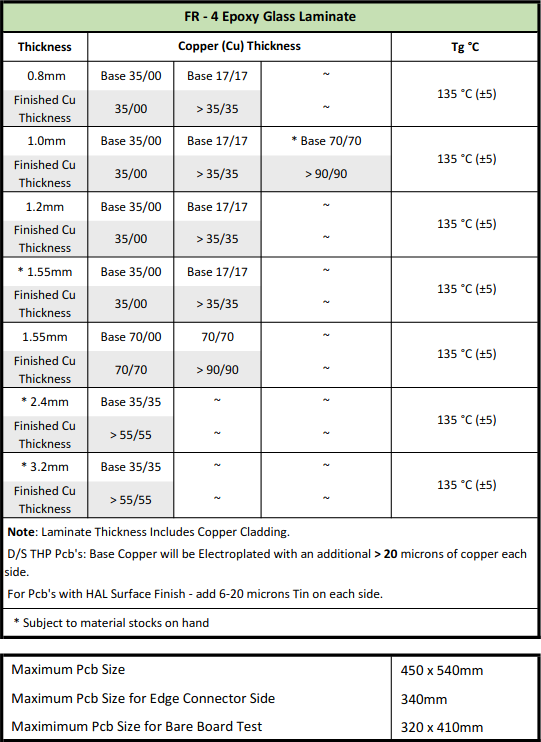 FR - 4 Epoxy Glass Laminate
Thickness Copper (Cu) Thickness Tg °C
0.8mm Base 35/00 Base 17/17 ~ 135 °C (±5)
Finished Cu Thickness 35/00 > 35/35 ~
1.0mm Base 35/00 Base 17/17 * Base 70/70 135 °C (±5)
Finished Cu Thickness 35/00 > 35/35 > 90/90
1.2mm Base 35/00 Base 17/17 ~ 135 °C (±5)
Finished Cu Thickness 35/00 > 35/35 ~
* 1.55mm Base 35/00 Base 17/17 ~ 135 °C (±5)
Finished Cu Thickness 35/00 > 35/35 ~
1.55mm Base 70/00 70/70 ~ 135 °C (±5)
Finished Cu Thickness 70/70 > 90/90 ~
* 2.4mm Base 35/35 ~ ~ 135 °C (±5)
Finished Cu Thickness > 55/55 ~ ~
* 3.2mm Base 35/35 ~ ~ 135 °C (±5)
Finished Cu Thickness > 55/55 ~ ~
Note: Laminate Thickness Includes Copper Cladding.
D/S THP Pcb's: Base Copper will be Electroplated with an additional > 20 microns of copper each
side.
For Pcb's with HAL Surface Finish - add 6-20 microns Tin on each side.
* Subject to material stocks on hand
Maximum Pcb Size 450 x 540mm
Maximum Pcb Size for Edge Connector Side 340mm
Maximimum Pcb Size for Bare Board Test 320 x 410mm